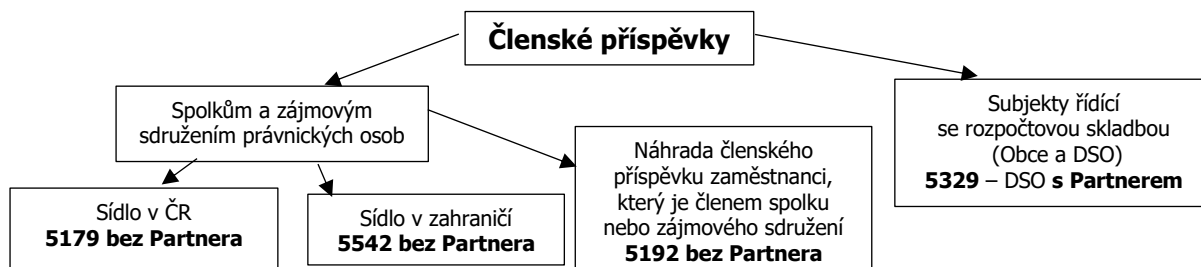 Členské příspěvky
Spolkům a zájmovým
sdružením právnických osob
Subjekty řídící
se rozpočtovou skladbou
(Obce a DSO)
5329 – DSO s Partnerem
Sídlo v ČR
5179 bez Partnera
Sídlo v zahraničí
5542 bez Partnera
Náhrada členského
příspěvku zaměstnanci,
který je členem spolku
nebo zájmového sdružení
5192 bez Partnera